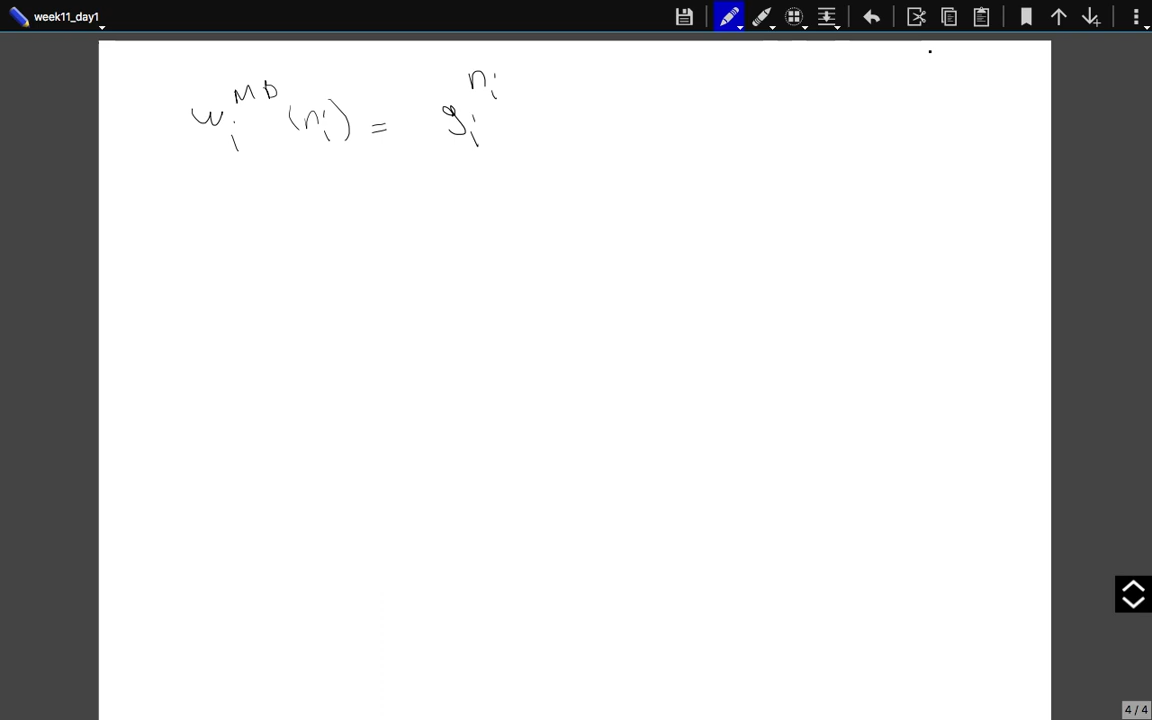 week11_day1
w_i^{MB} (n_i) = g_i^{n_i}
4 / 4